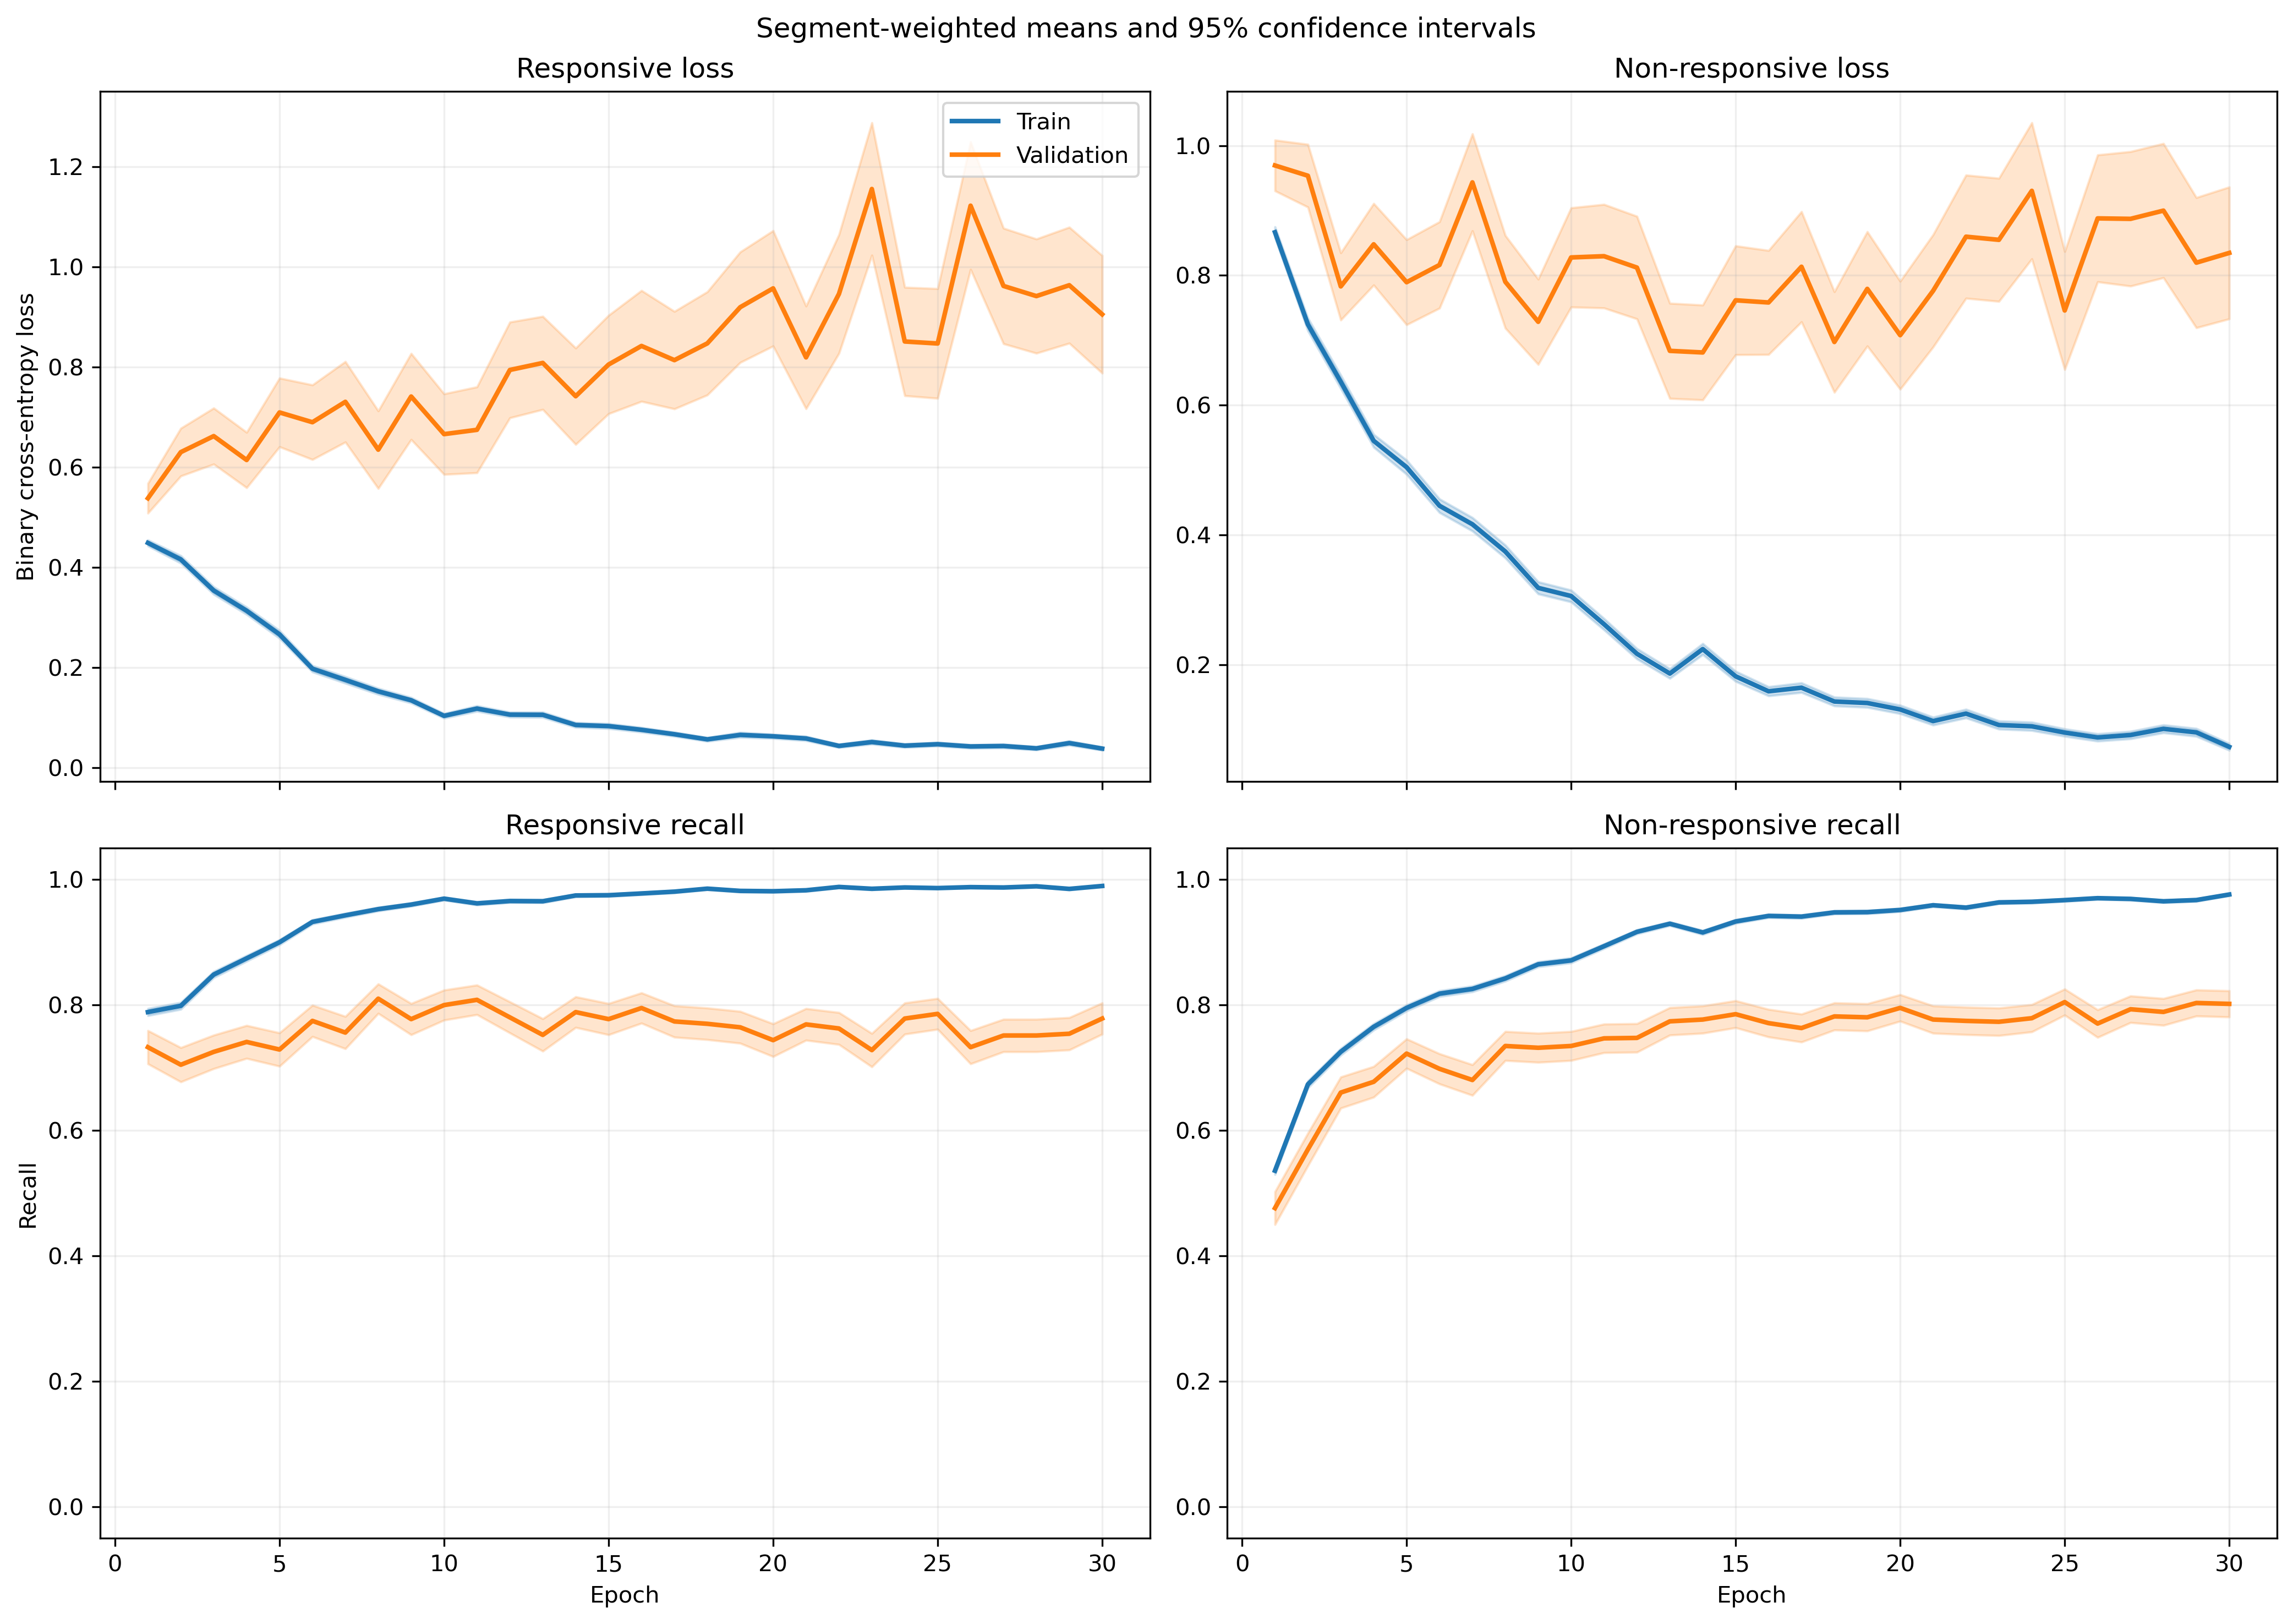 Segment-weighted means and 95% confidence intervals
Responsive loss
Non-responsive loss
Train
Validation
Binary cross-entropy loss
1.2
1.0
0.8
0.6
0.4
0.2
0.0
1.0
0.8
0.6
0.4
0.2
Responsive recall
Non-responsive recall
Recall
1.0
0.8
0.6
0.4
0.2
0.0
0 5 10 15 20 25 30
Epoch
1.0
0.8
0.6
0.4
0.2
0.0
0 5 10 15 20 25 30
Epoch